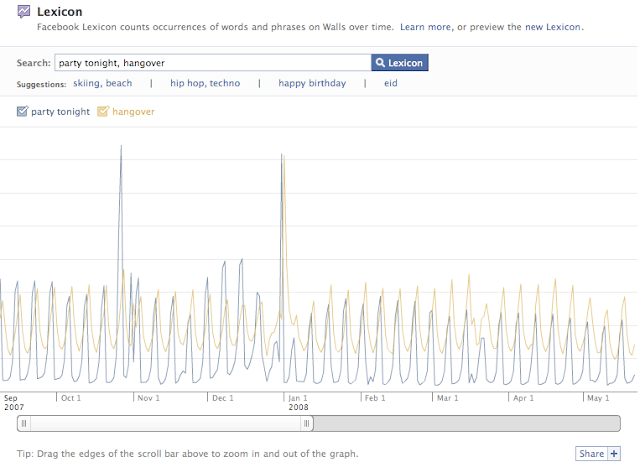 Lexicon
Facebook Lexicon counts occurrences of words and phrases on Walls over time. Learn more, or preview the new Lexicon.
Search: party tonight, hangover Lexicon
Suggestions: skiing, beach | hip hop, techno | happy birthday | eid
party tonight hangover
Sep Oct 1 Nov 1 Dec 1 Jan 1 Feb 1 Mar 1 Apr 1 May 1
2007 2008
Tip: Drag the edges of the scroll bar above to zoom in and out of the graph. Share +